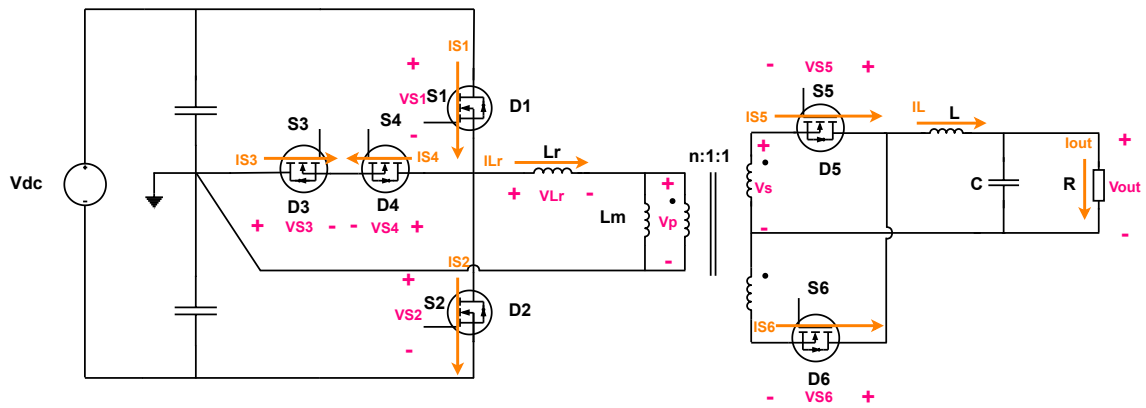 IS1
+
- VS5 +
S1
VS1
D1
S5
IS5
IL
L
S3
S4
-
n:1:1
IS3
IS4
ILr
Lr
+
D5
Iout
+
Vdc
+ VLr -
+
Vs
C
R
Vout
D3
D4
Lm
Vp
+ VS3 - - VS4 +
-
-
-
IS2
+
S2
VS2
D2
S6
IS6
-
D6
- VS6 +